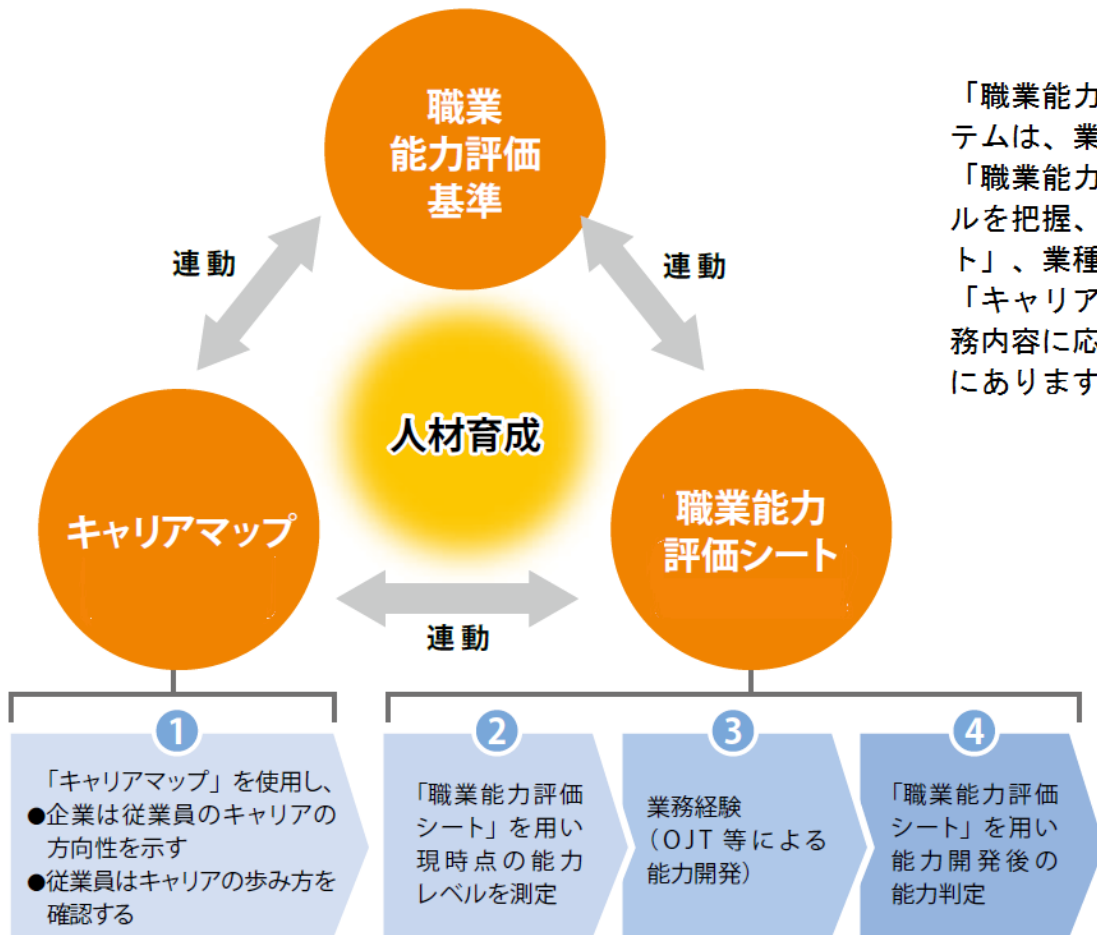 職業
能力評価
基準
連動
連動
人材育成
キャリアマップ
職業能力
評価シート
連動
「職業能力
テムは、業
「職業能力
ルを把握、
ト」、業種
「キャリア
務内容に応
にあります
1
「キャリアマップ」を使用し、
●企業は従業員のキャリアの
方向性を示す
●従業員はキャリアの歩み方を
確認する
2
「職業能力評価
シート」を用い
現時点の能力
レベルを測定
3
業務経験
(OJT 等による
能力開発)
4
「職業能力評価
シート」を用い
能力開発後の
能力判定